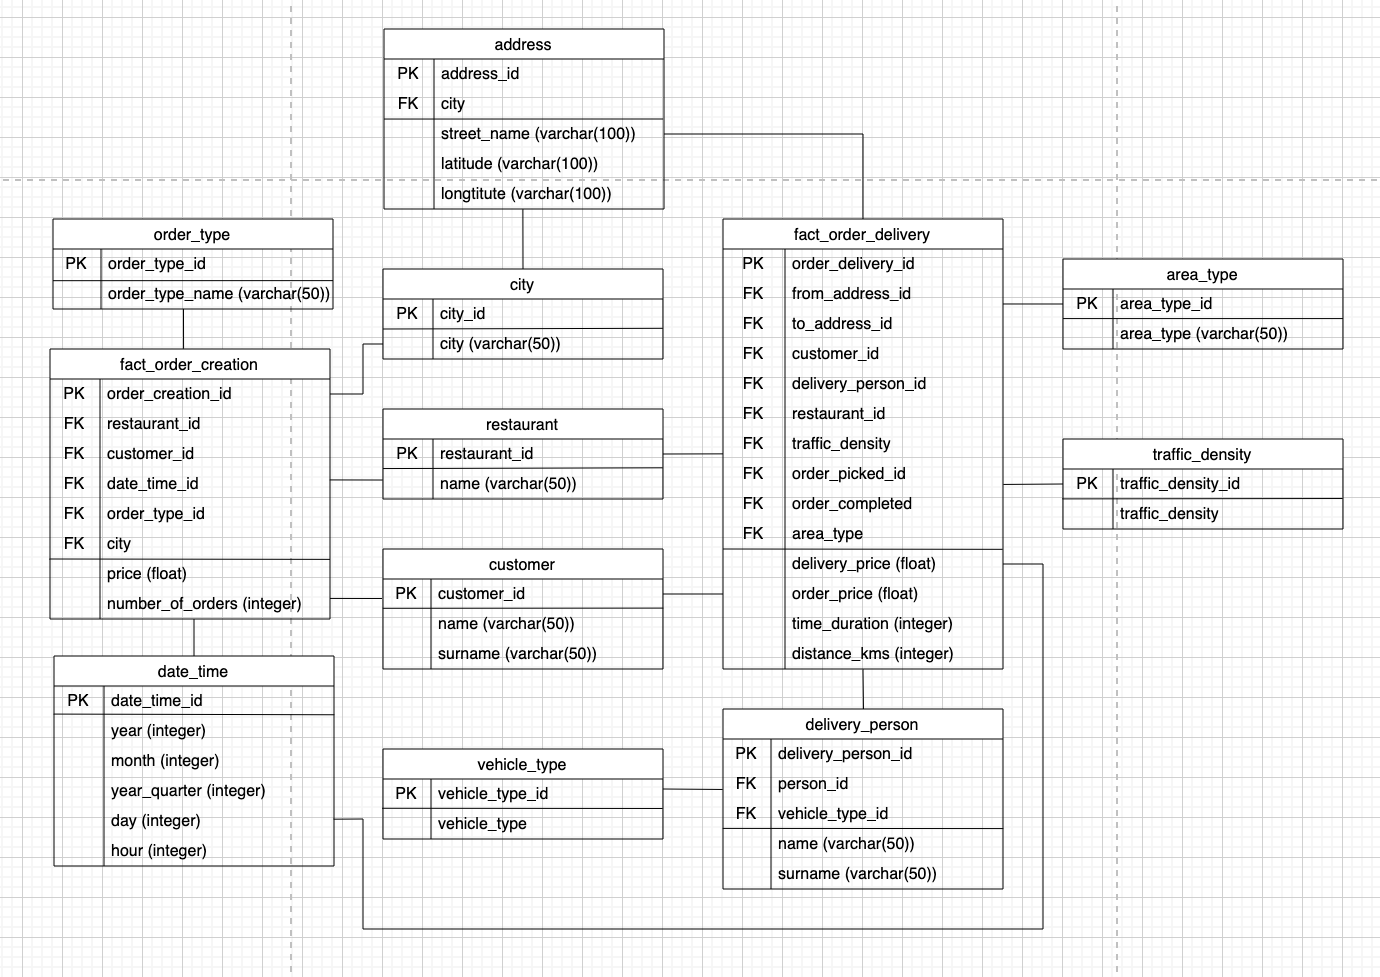 address
PK address_id
FK city
street_name (varchar(100))
latitude (varchar(100))
longtitute (varchar(100))
order_type
PK order_type_id
order_type_name (varchar(50))
city
PK city_id
city (varchar(50))
fact_order_creation
PK order_creation_id
FK restaurant_id
FK customer_id
FK date_time_id
FK order_type_id
FK city
price (float)
number_of_orders (integer)
restaurant
PK restaurant_id
name (varchar(50))
customer
PK customer_id
name (varchar(50))
surname (varchar(50))
date_time
PK date_time_id
year (integer)
month (integer)
year_quarter (integer)
day (integer)
hour (integer)
vehicle_type
PK vehicle_type_id
vehicle_type
fact_order_delivery
PK order_delivery_id
FK from_address_id
FK to_address_id
FK customer_id
FK delivery_person_id
FK restaurant_id
FK traffic_density
FK order_picked_id
FK order_completed
FK area_type
delivery_price (float)
order_price (float)
time_duration (integer)
distance_kms (integer)
delivery_person
PK delivery_person_id
FK person_id
FK vehicle_type_id
name (varchar(50))
surname (varchar(50))
area_type
PK area_type_id
area_type (varchar(50))
traffic_density
PK traffic_density_id
traffic_density